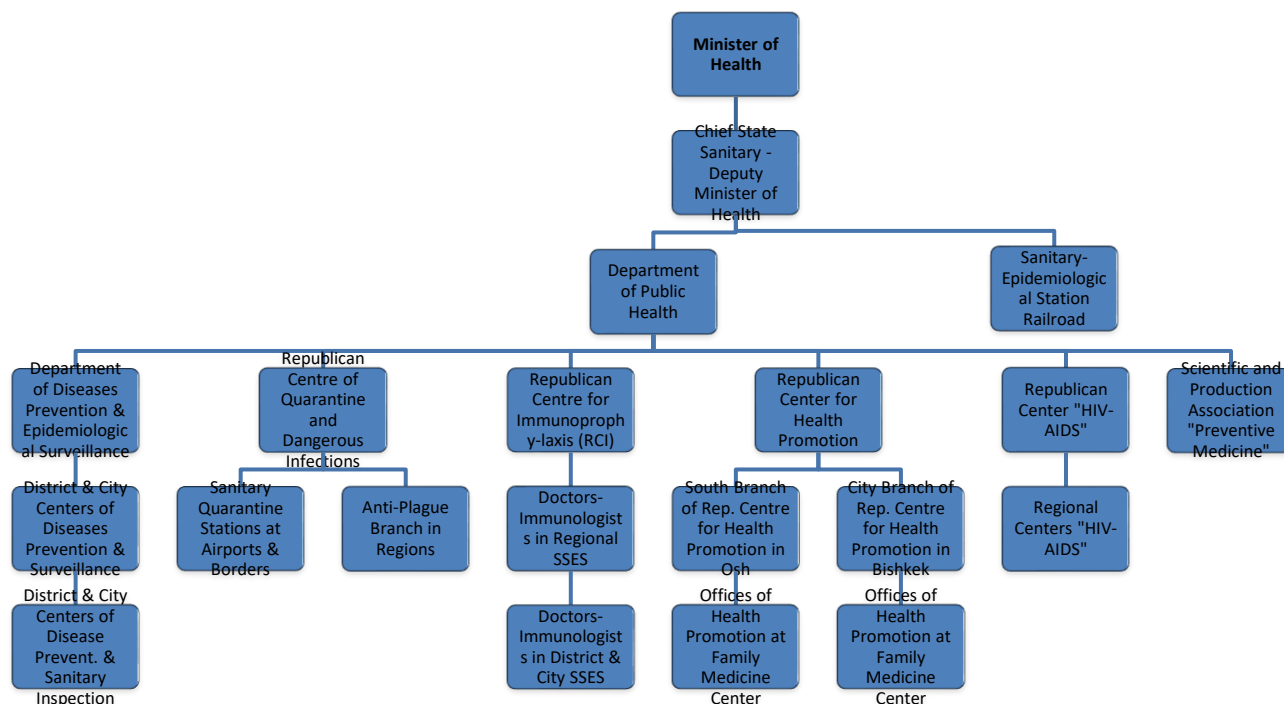 Minister of
Health
Chief State
Sanitary -
Deputy
Minister of
Health
Department
of Public
Health
Sanitary-
Epidemiologic
al Station
Railroad
Department
of Diseases
Prevention &
Epidemiologic
al Surveillance
Republican
Centre of
Quarantine
and
Dangerous
Infections
Republican
Centre for
Immunoprophy
y-laxis (RCI)
Republican
Center for
Health
Promotion
Republican
Center "HIV-
AIDS"
Scientific and
Production
Association
"Preventive
Medicine"
District & City
Centers of
Diseases
Prevention &
Surveillance
Sanitary
Quarantine
Stations at
Airports &
Borders
Anti-Plague
Branch in
Regions
Doctors-
Immunologist
s in Regional
SSES
South Branch
of Rep. Centre
for Health
Promotion in
Osh
City Branch of
Rep. Centre
for Health
Promotion in
Bishkek
Regional
Centers "HIV-
AIDS"
District & City
Centers of
Disease
Prevent. &
Sanitary
Inspection
Doctors-
Immunologist
s in District &
City SSES
Offices of
Health
Promotion at
Family
Medicine
Center
Offices of
Health
Promotion at
Family
Medicine
Center